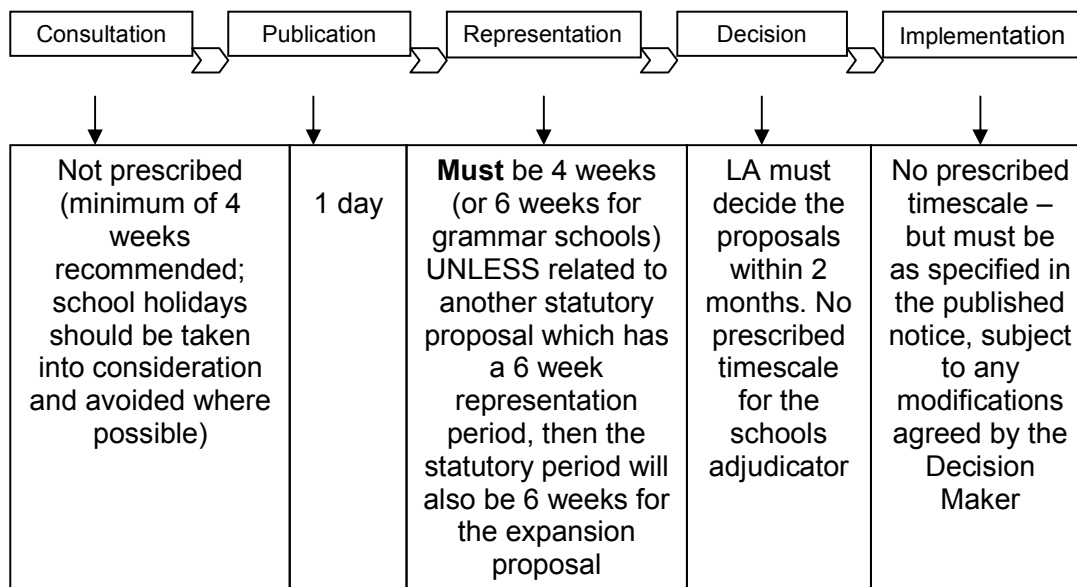 Consultation
Publication
Representation
Decision
Implementation
Not prescribed
(minimum of 4
weeks
recommended;
school holidays
should be taken
into consideration
and avoided where
possible)
1 day
Must be 4 weeks
(or 6 weeks for
grammar schools)
UNLESS related to
another statutory
proposal which has
a 6 week
representation
period, then the
statutory period will
also be 6 weeks for
the expansion
proposal
LA must
decide the
proposals
within 2
months. No
prescribed
timescale
for the
schools
adjudicator
No prescribed
timescale –
but must be
as specified in
the published
notice, subject
to any
modifications
agreed by the
Decision
Maker